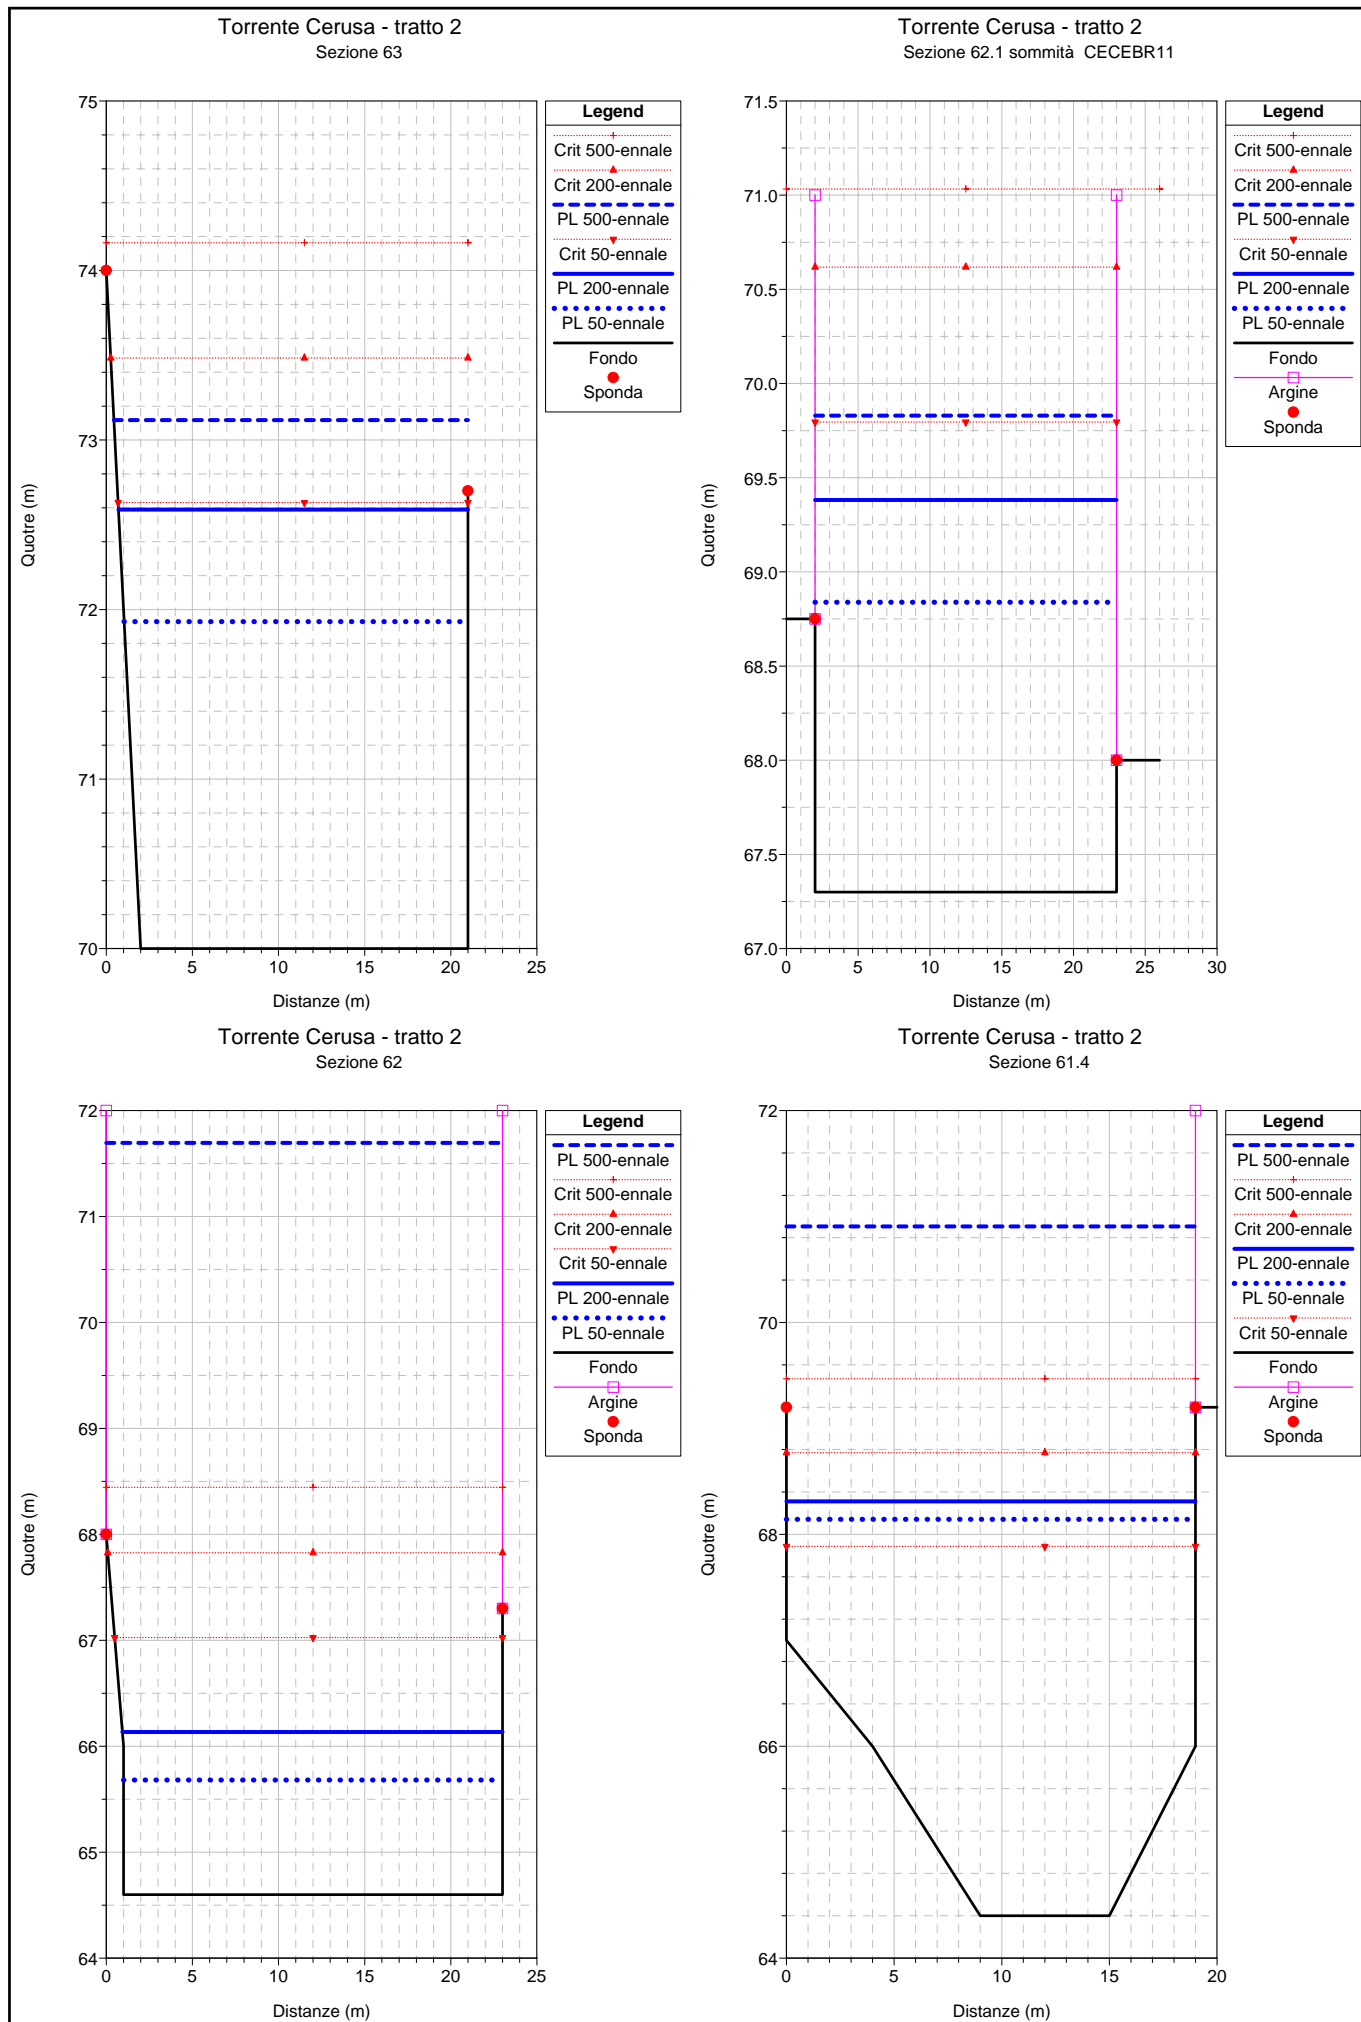 Torrente Cerusa - tratto 2
Sezione 63
75
74
73
72
71
70
0
5
10
15
20
25
Quotre (m)
Distanze (m)
Legend
Crit 500-ennale
Crit 200-ennale
PL 500-ennale
Crit 50-ennale
PL 200-ennale
PL 50-ennale
Fondo
Sponda
Torrente Cerusa - tratto 2
Sezione 62.1 sommità CECEBR11
71.5
71.0
70.5
70.0
69.5
69.0
68.5
68.0
67.5
67.0
0
5
10
15
20
25
30
Quotre (m)
Distanze (m)
Legend
Crit 500-ennale
Crit 200-ennale
PL 500-ennale
Crit 50-ennale
PL 200-ennale
PL 50-ennale
Fondo
Argine
Sponda
Torrente Cerusa - tratto 2
Sezione 62
72
71
70
69
68
67
66
65
64
0
5
10
15
20
25
Quotre (m)
Distanze (m)
Legend
PL 500-ennale
Crit 500-ennale
Crit 200-ennale
Crit 50-ennale
PL 200-ennale
PL 50-ennale
Fondo
Argine
Sponda
Torrente Cerusa - tratto 2
Sezione 61.4
72
70
68
66
64
0
5
10
15
20
Quotre (m)
Distanze (m)
Legend
PL 500-ennale
Crit 500-ennale
Crit 200-ennale
PL 200-ennale
PL 50-ennale
Crit 50-ennale
Fondo
Argine
Sponda